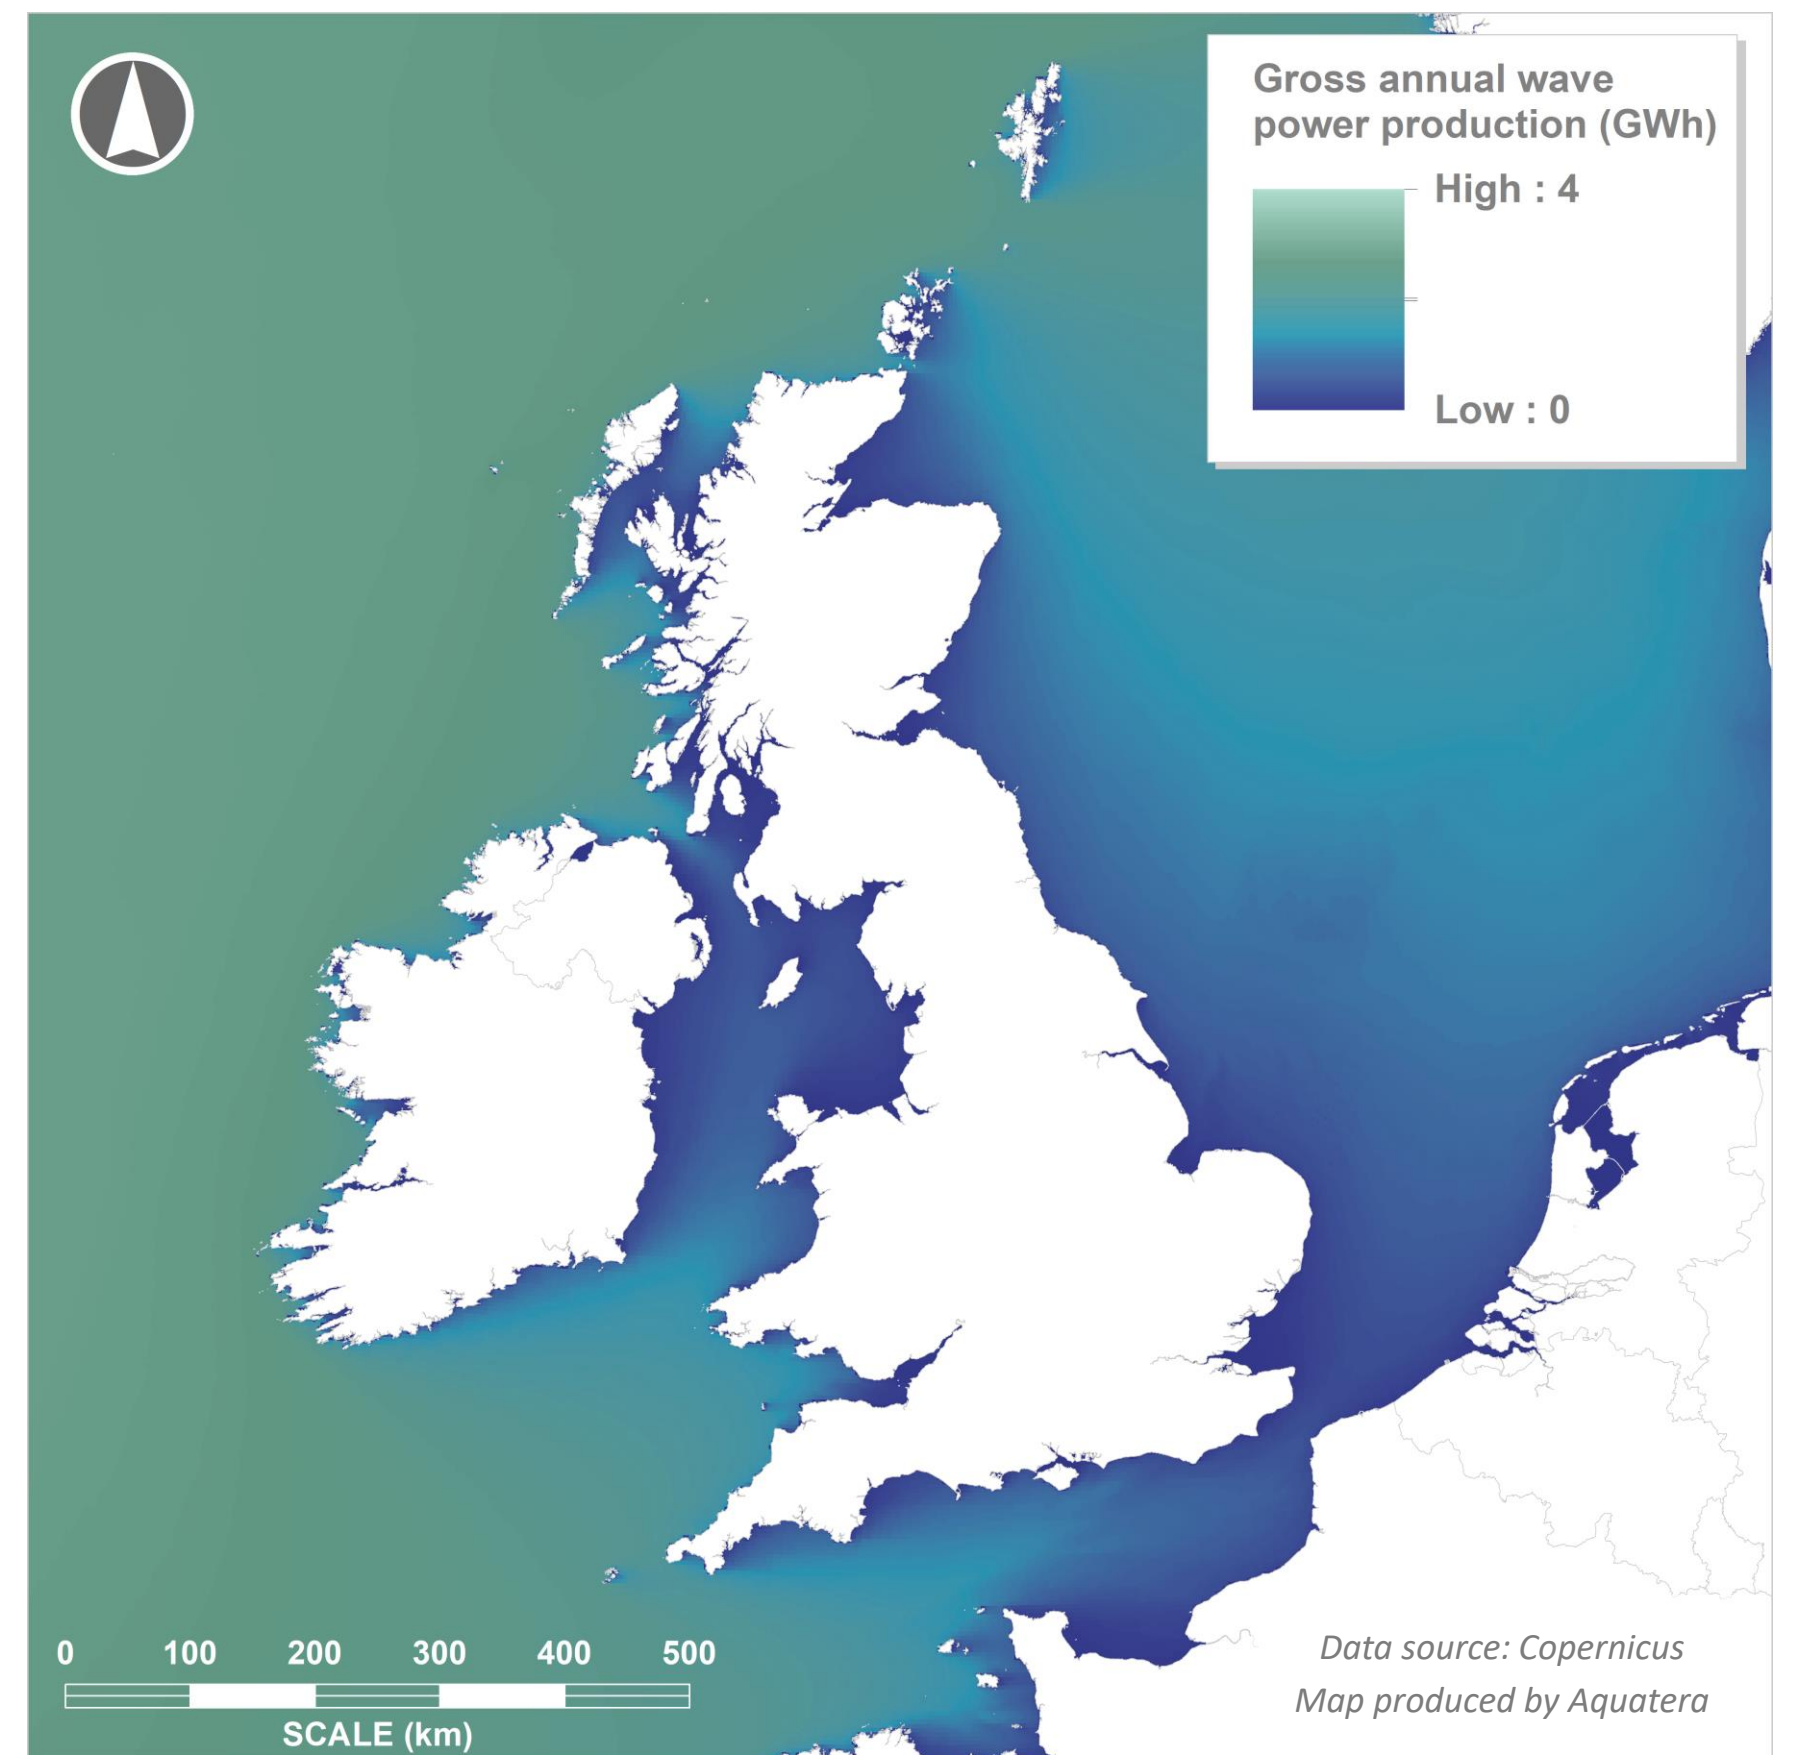 Gross annual wave
power production (GWh)
High : 4
Low : 0
0 100 200 300 400 500
SCALE (km)
Data source: Copernicus
Map produced by Aquatera